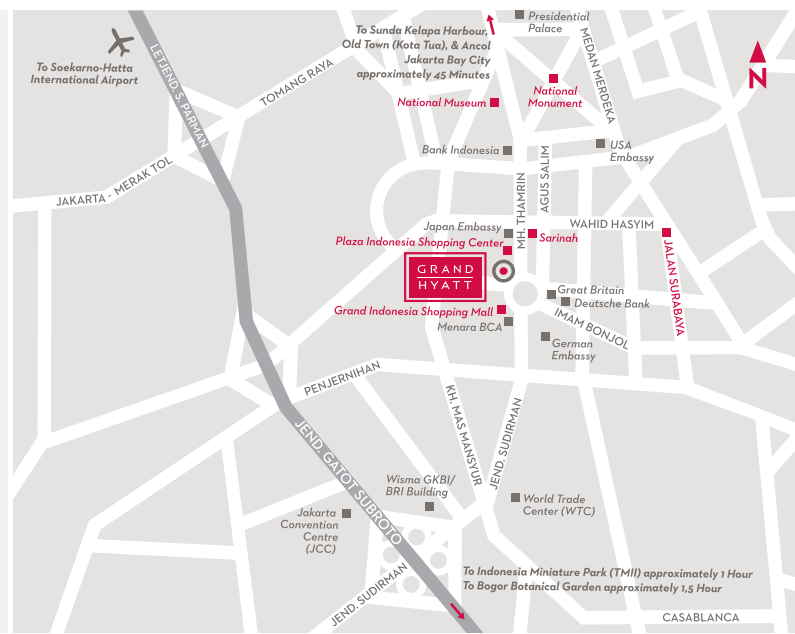 To Soekarno-Hatta
International Airport
LETJEND. S. PARMAN
TOMANG RAYA
JAKARTA - MERAK TOL
To Sunda Kelapa Harbour,
Old Town (Kota Tua), & Ancol
Jakarta Bay City
approximately 45 Minutes
Presidential
Palace
MEDAN MERDEKA
N
National
Monument
National Museum
Bank Indonesia
USA
Embassy
AGUS SALIM
MH. THAMRIN
WAHID HASYIM
Japan Embassy
Sarinah
Plaza Indonesia Shopping Center
GRAND
HYATT
JALAN SURABAYA
Great Britain
Deutsche Bank
Grand Indonesia Shopping Mall
Menara BCA
IMAM BONJOL
German
Embassy
PENJERNIHAN
KH. MAS MANSYUR
JEND. SUDIRMAN
JEND. GATOT SUBROTO
Wisma GKBI/
BRI Building
World Trade
Center (WTC)
Jakarta
Convention
Centre
(JCC)
JEND. SUDIRMAN
To Indonesia Miniature Park (TMII) approximately 1 Hour
To Bogor Botanical Garden approximately 1,5 Hour
CASABLANCA